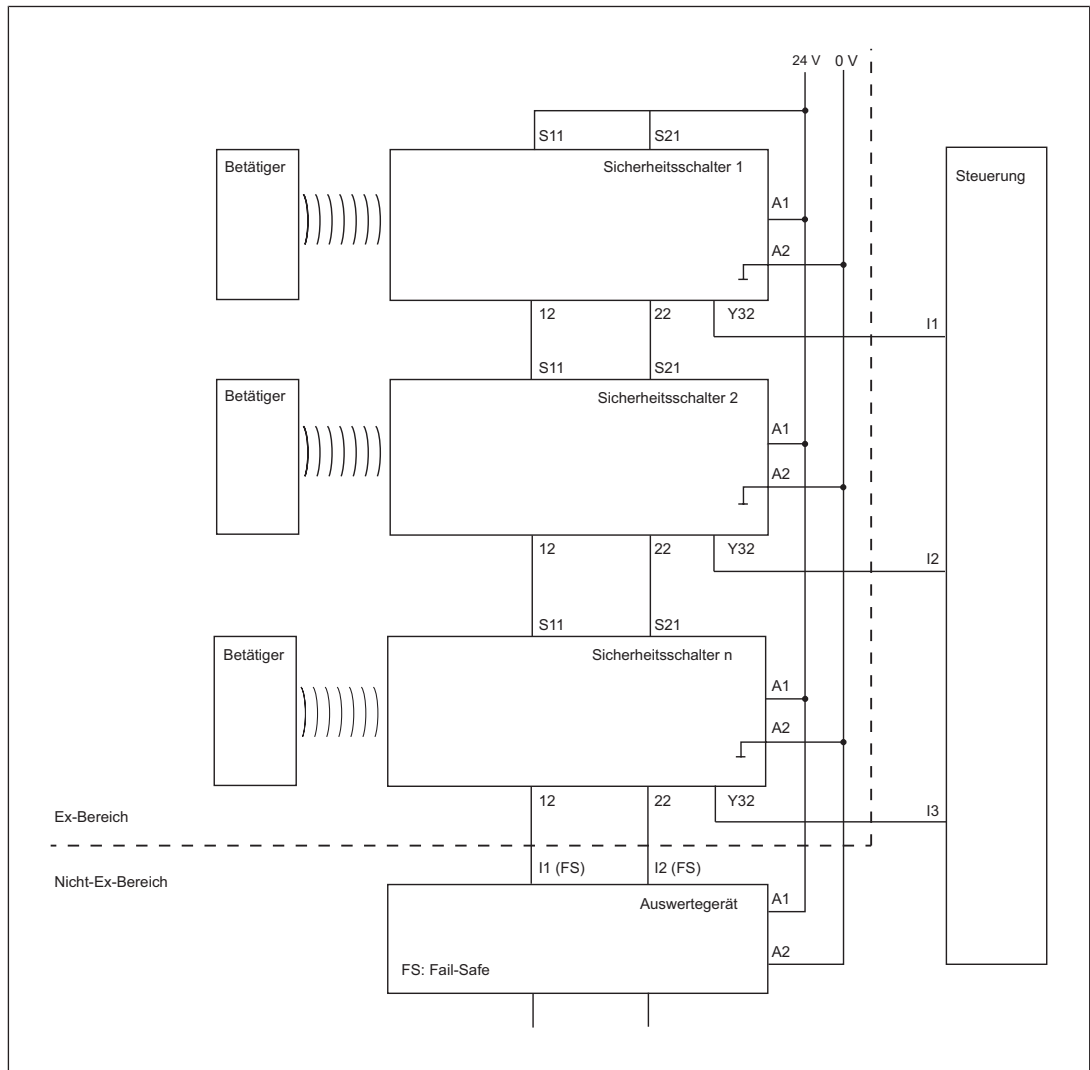 24 V 0 V
S11 S21
Betätiger
Sicherheitsschalter 1
Steuerung
A1
A2
12 22 Y32
I1
S11 S21
Betätiger
Sicherheitsschalter 2
A1
A2
12 22 Y32
I2
S11 S21
Betätiger
Sicherheitsschalter n
A1
A2
12 22 Y32
I3
Ex-Bereich
I1 (FS) I2 (FS)
Nicht-Ex-Bereich
Auswertegerät
A1
A2
FS: Fail-Safe